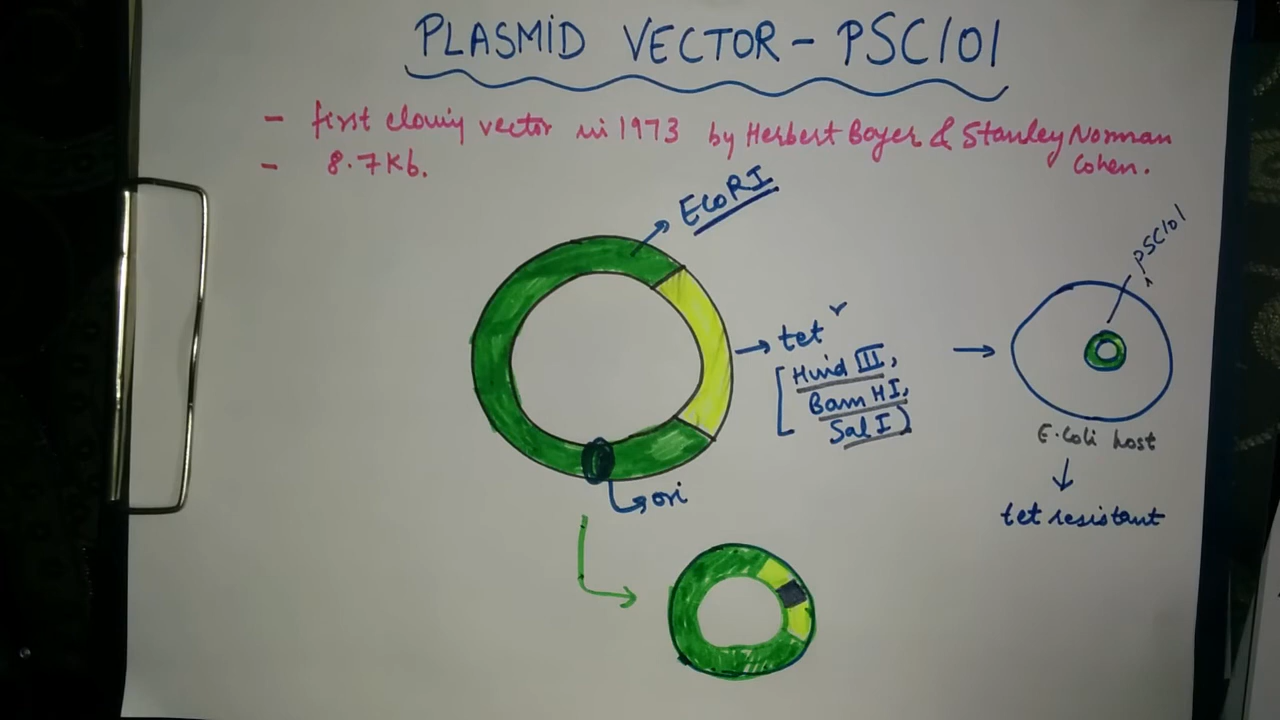 PLASMID VECTOR - PSC101
- first cloning vector in 1973 by Herbert Boyer & Stanley Norman Cohen.
- 8.7Kb.
EcoRI
PSC101
→ tet r
[Hind III,
Bam HI,
Sal I)
E.Coli host
ori
tet resistant